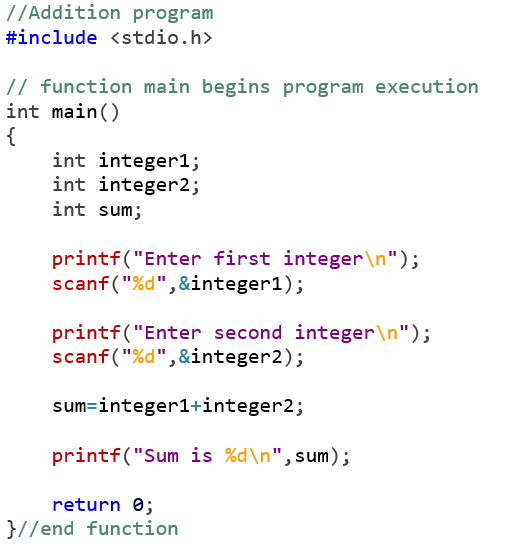 //Addition program
#include <stdio.h>

// function main begins program execution
int main()
{
    int integer1;
    int integer2;
    int sum;

    printf("Enter first integer\n");
    scanf("%d",&integer1);

    printf("Enter second integer\n");
    scanf("%d",&integer2);

    sum=integer1+integer2;

    printf("Sum is %d\n",sum);

    return 0;
}//end function